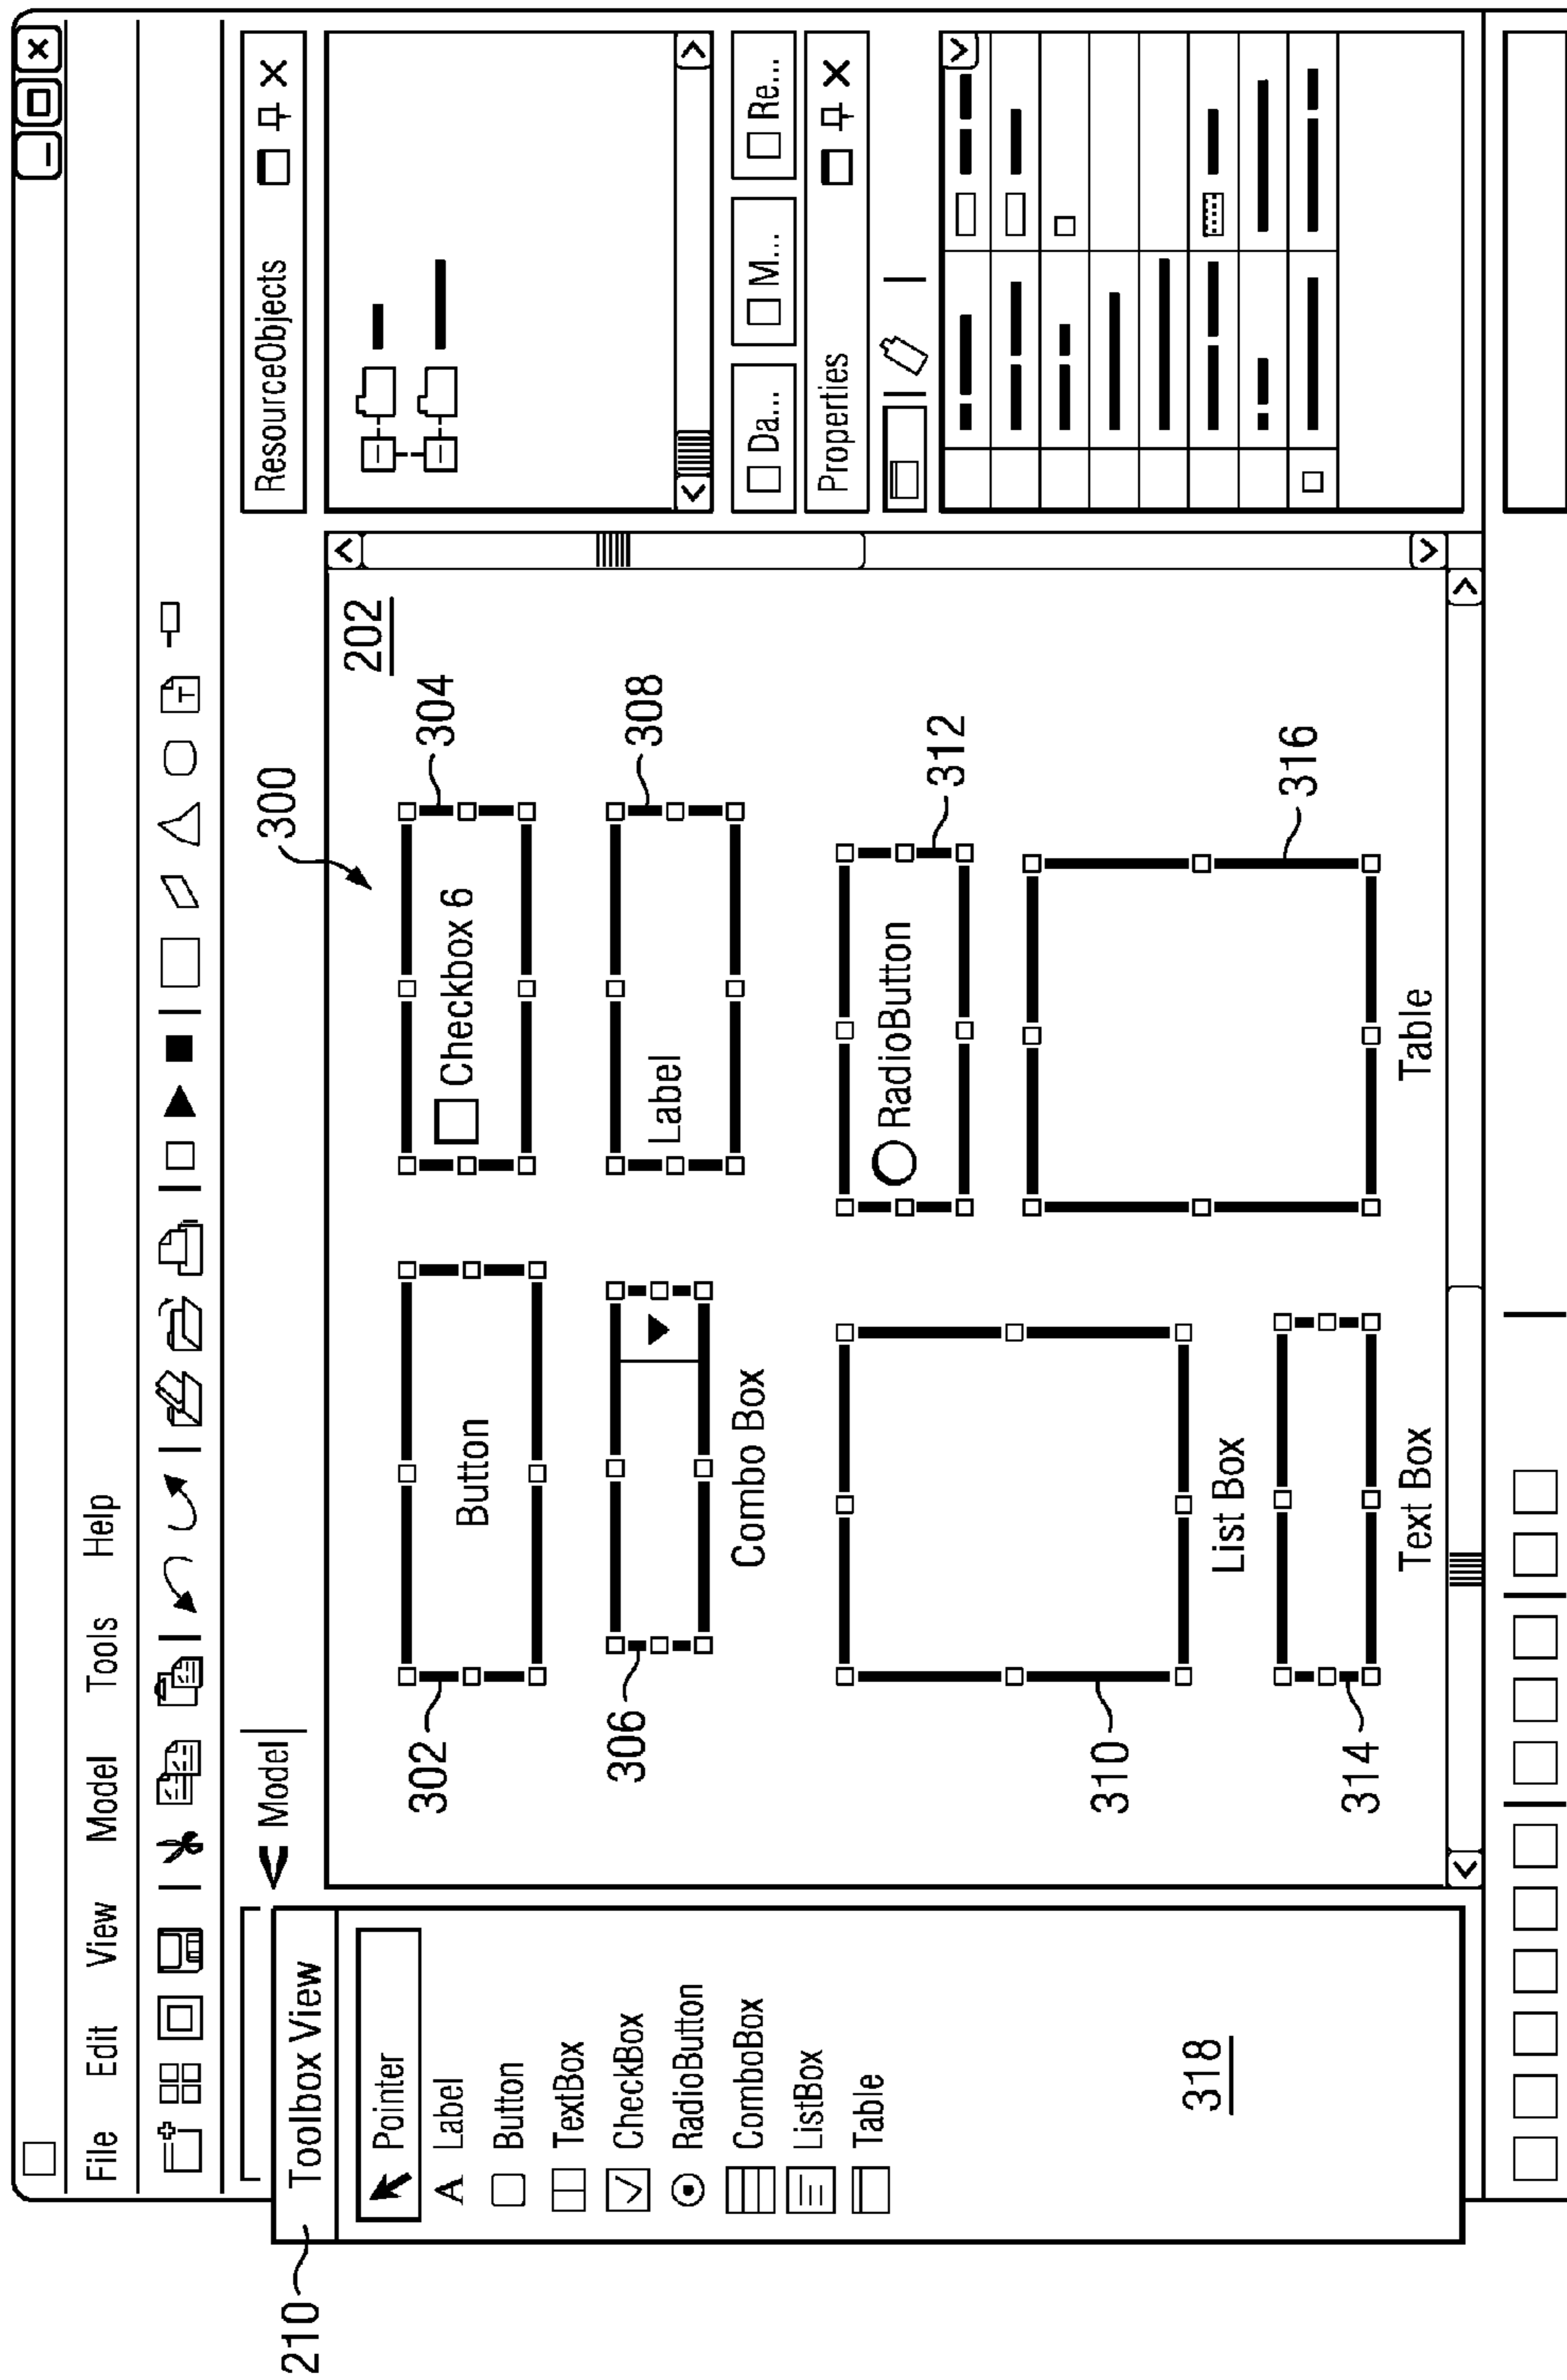 File Edit View Model Tools Help
210
Toolbox View
Pointer
A Label
Button
TextBox
CheckBox
RadioButton
ComboBox
ListBox
Table
318
Model
300
202
302
Button
Checkbox 6
304
306
Combo Box
Label
308
310
List Box
RadioButton
312
314
Text Box
316
Table
ResourceObjects
Da...
M...
Re...
Properties